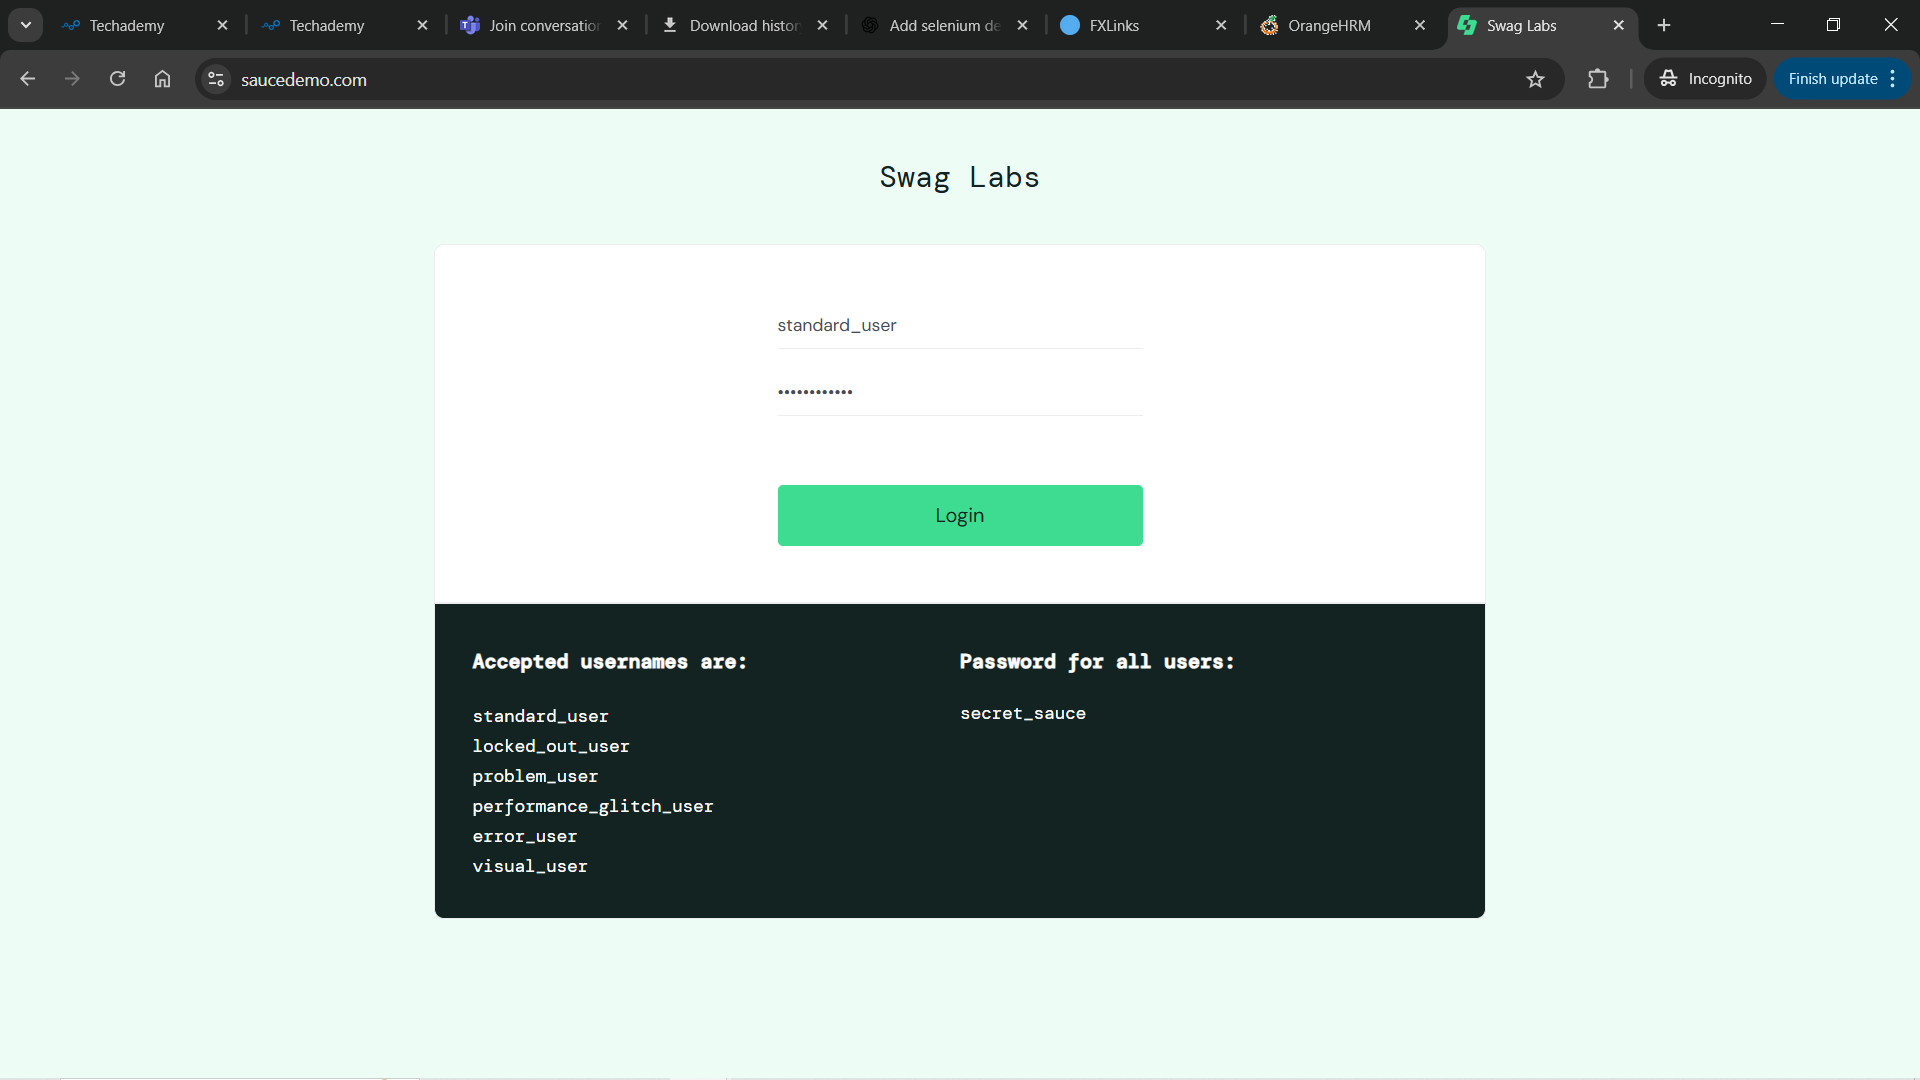 Techademy
Techademy
Join conversation
Download histor
Add selenium de
FXLinks
OrangeHRM
Swag Labs
saucedemo.com
Incognito
Finish update
Swag Labs
standard_user
••••••••••••
Login
Accepted usernames are:
standard_user
locked_out_user
problem_user
performance_glitch_user
error_user
visual_user
Password for all users:
secret_sauce